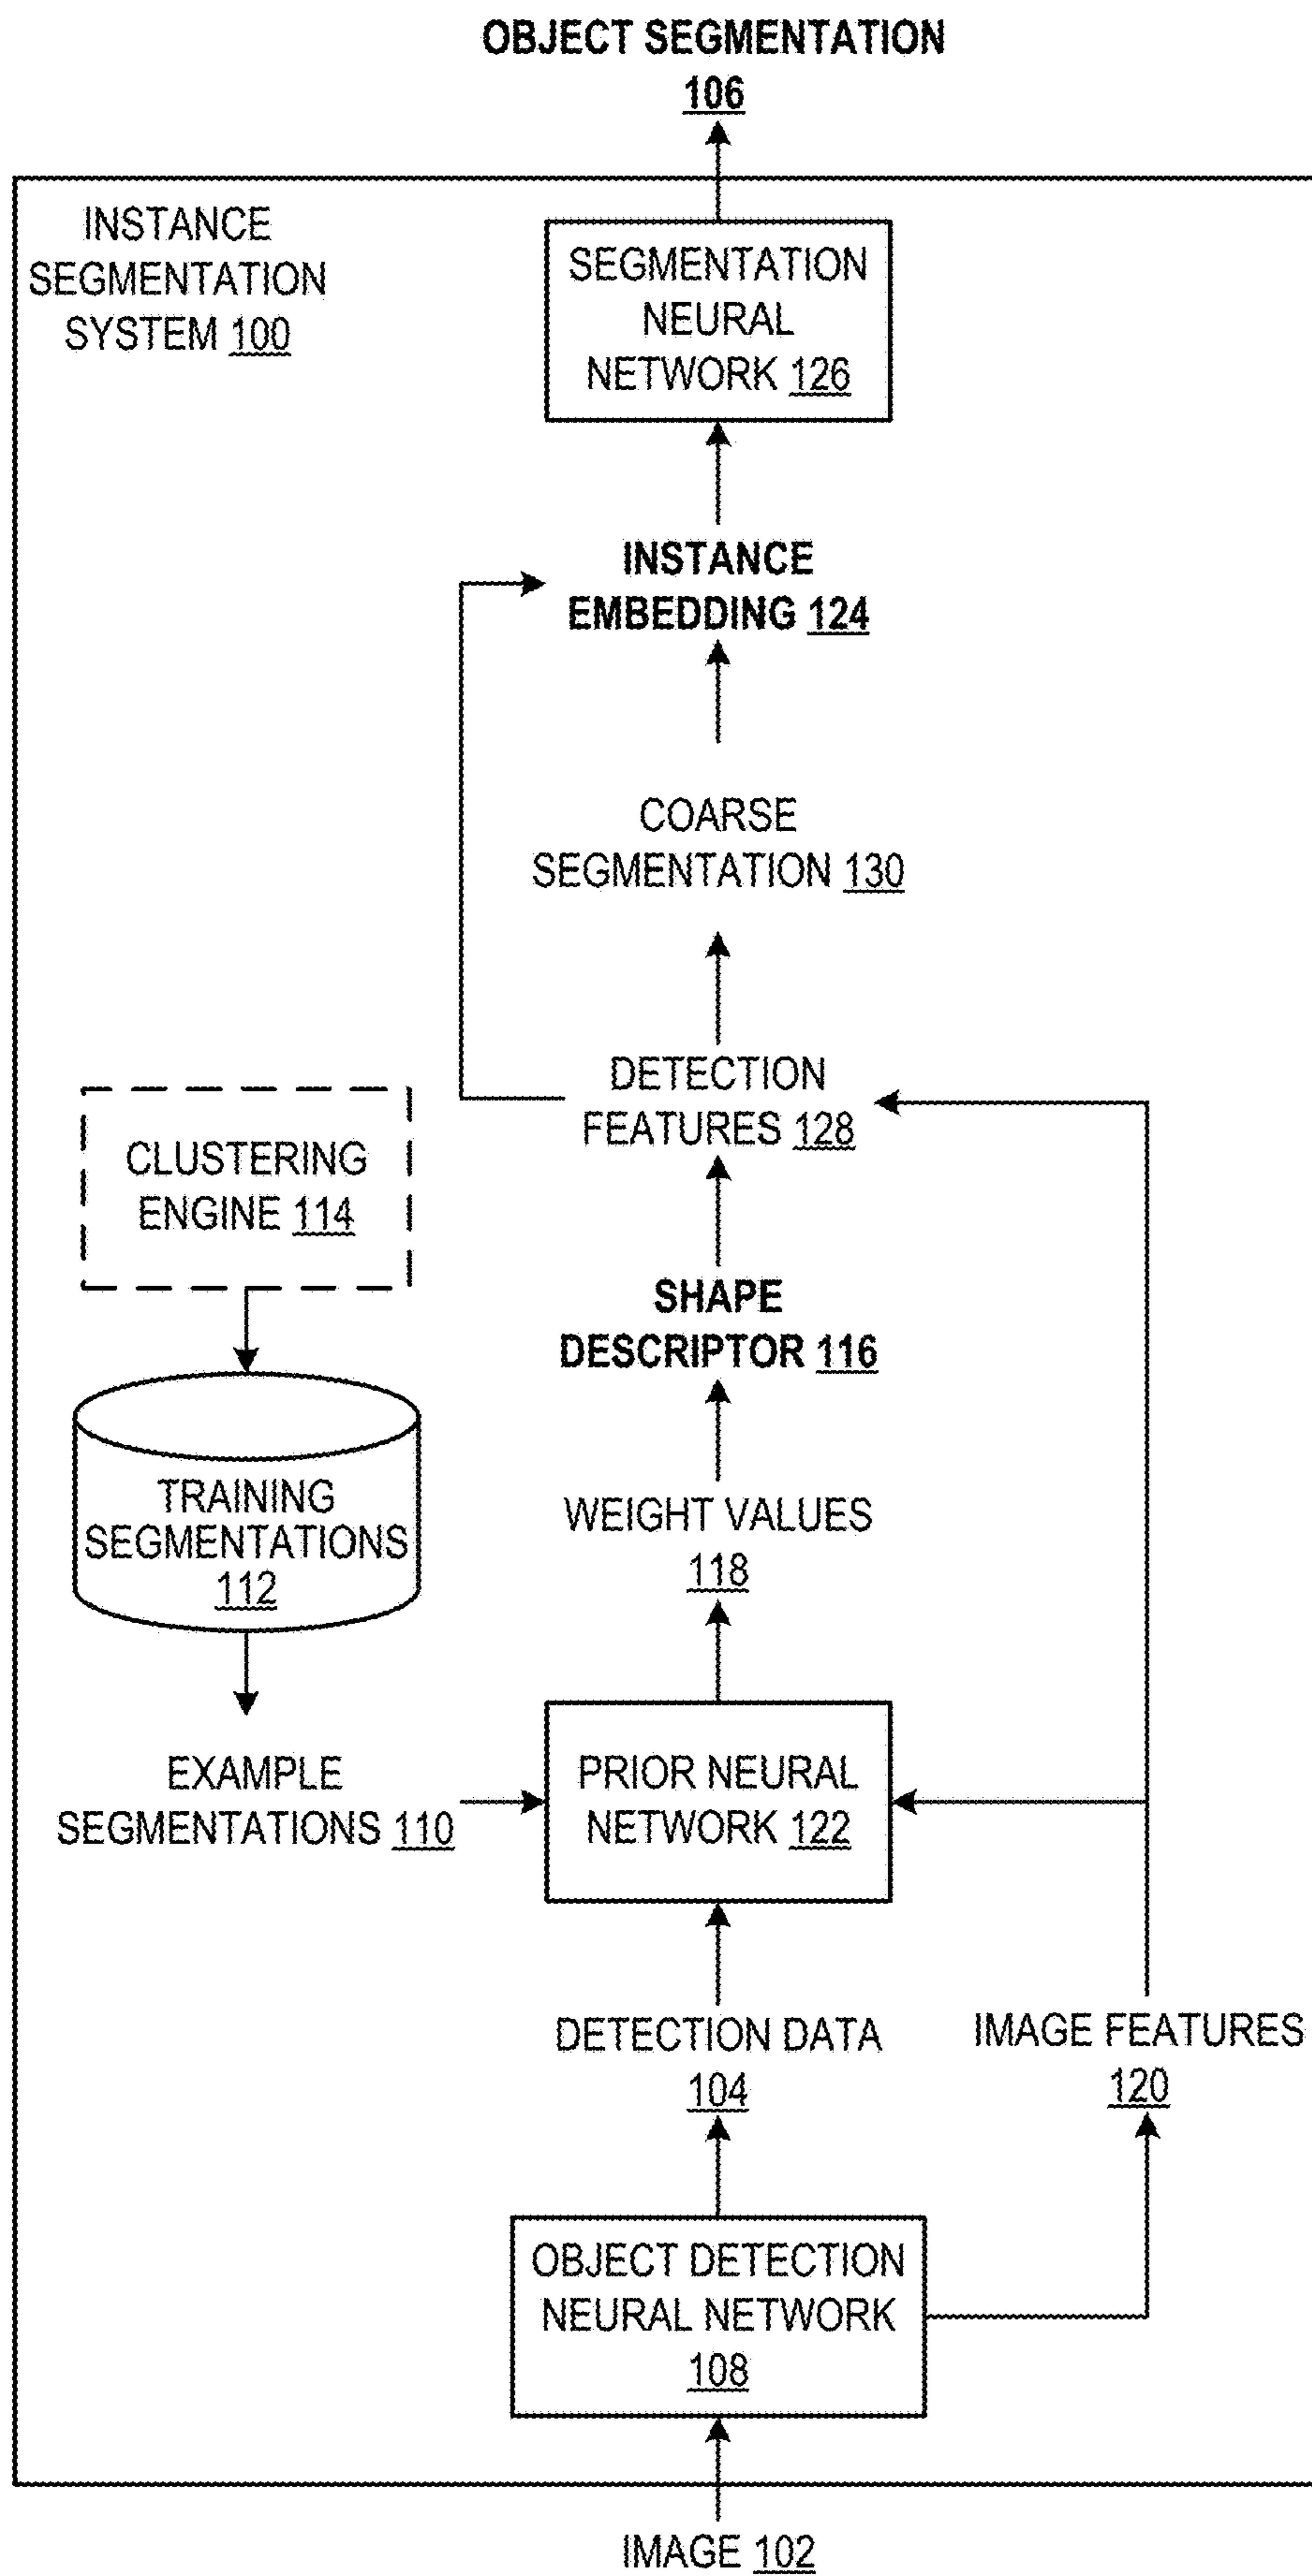 OBJECT SEGMENTATION
106
INSTANCE
SEGMENTATION
SYSTEM 100
SEGMENTATION
NEURAL
NETWORK 126
INSTANCE
EMBEDDING 124
COARSE
SEGMENTATION 130
DETECTION
FEATURES 128
CLUSTERING
ENGINE 114
SHAPE
DESCRIPTOR 116
TRAINING
SEGMENTATIONS
112
WEIGHT VALUES
118
EXAMPLE
SEGMENTATIONS 110
PRIOR NEURAL
NETWORK 122
DETECTION DATA
104
IMAGE FEATURES
120
OBJECT DETECTION
NEURAL NETWORK
108
IMAGE 102